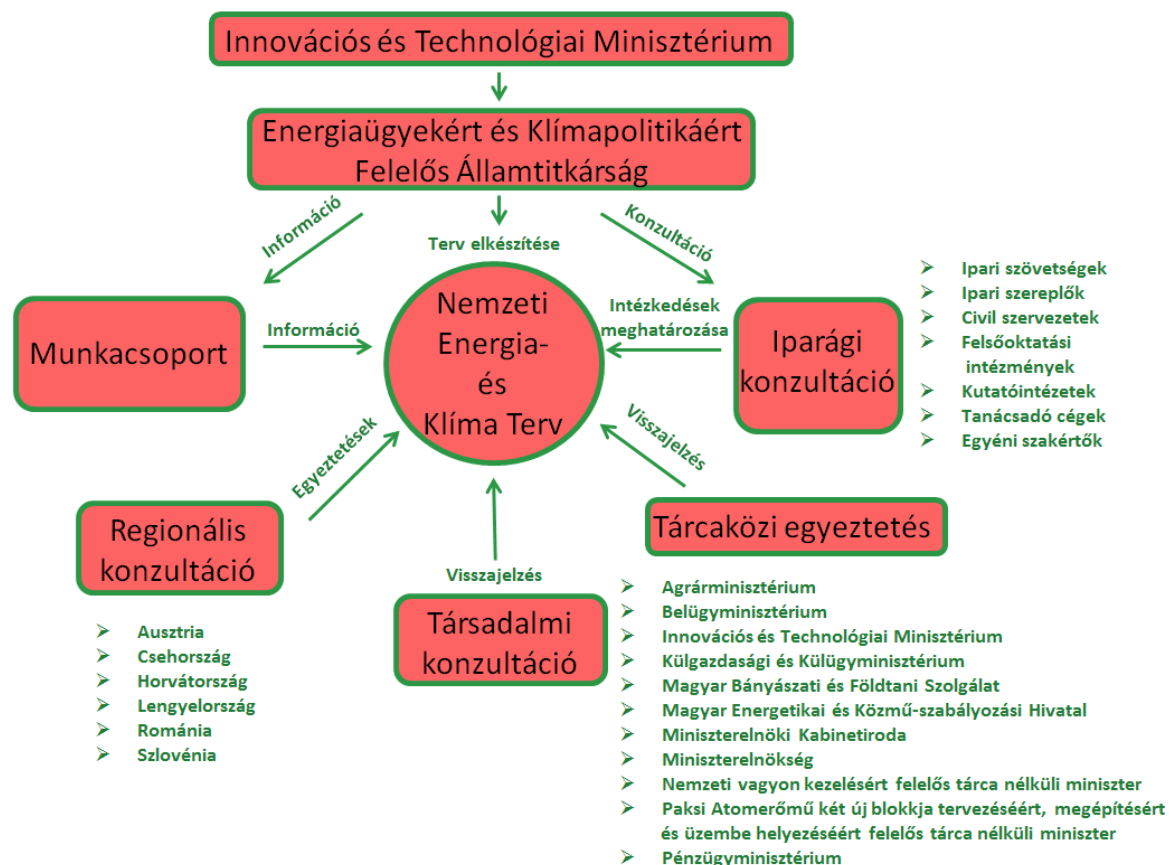 Innovációs és Technológiai Minisztérium
Energiaügyekért és Klímapolitikáért
Felelős Államtitkárság
Információ
Terv elkészítése
Konzultáció
Munkacsoport
Információ
Nemzeti
Energia-
és
Klíma Terv
Intézkedések
meghatározása
Iparági
konzultáció
➢ Ipari szövetségek
➢ Ipari szereplők
➢ Civil szervezetek
➢ Felsőoktatási
intézmények
➢ Kutatóintézetek
➢ Tanácsadó cégek
➢ Egyéni szakértők
Egyeztetések
Visszajelzés
Regionális
konzultáció
➢ Ausztria
➢ Csehország
➢ Horvátország
➢ Lengyelország
➢ Románia
➢ Szlovénia
Visszajelzés
Társadalmi
konzultáció
Tárcaközi egyeztetés
➢ Agrárminisztérium
➢ Belügyminisztérium
➢ Innovációs és Technológiai Minisztérium
➢ Külgazdasági és Külügyminisztérium
➢ Magyar Bányászati és Földtani Szolgálat
➢ Magyar Energetikai és Közmű-szabályozási Hivatal
➢ Miniszterelnöki Kabinetiroda
➢ Miniszterelnökség
➢ Nemzeti vagyon kezelésért felelős tárca nélküli miniszter
➢ Paksi Atomerőmű két új blokkja tervezéséért, megépítésért
és üzembe helyezéséért felelős tárca nélküli miniszter
➢ Pénzügyminisztérium